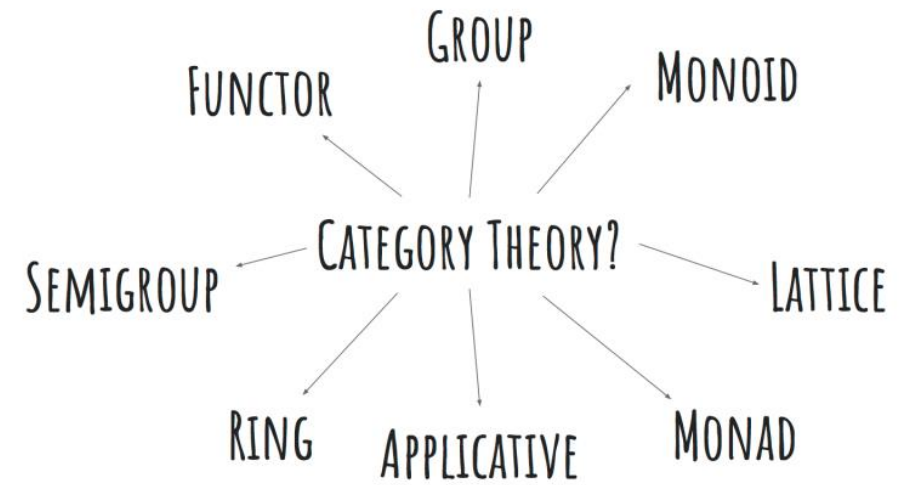 GROUP
FUNCTOR
MONOID
CATEGORY THEORY?
SEMIGROUP
LATTICE
RING
APPLICATIVE
MONAD